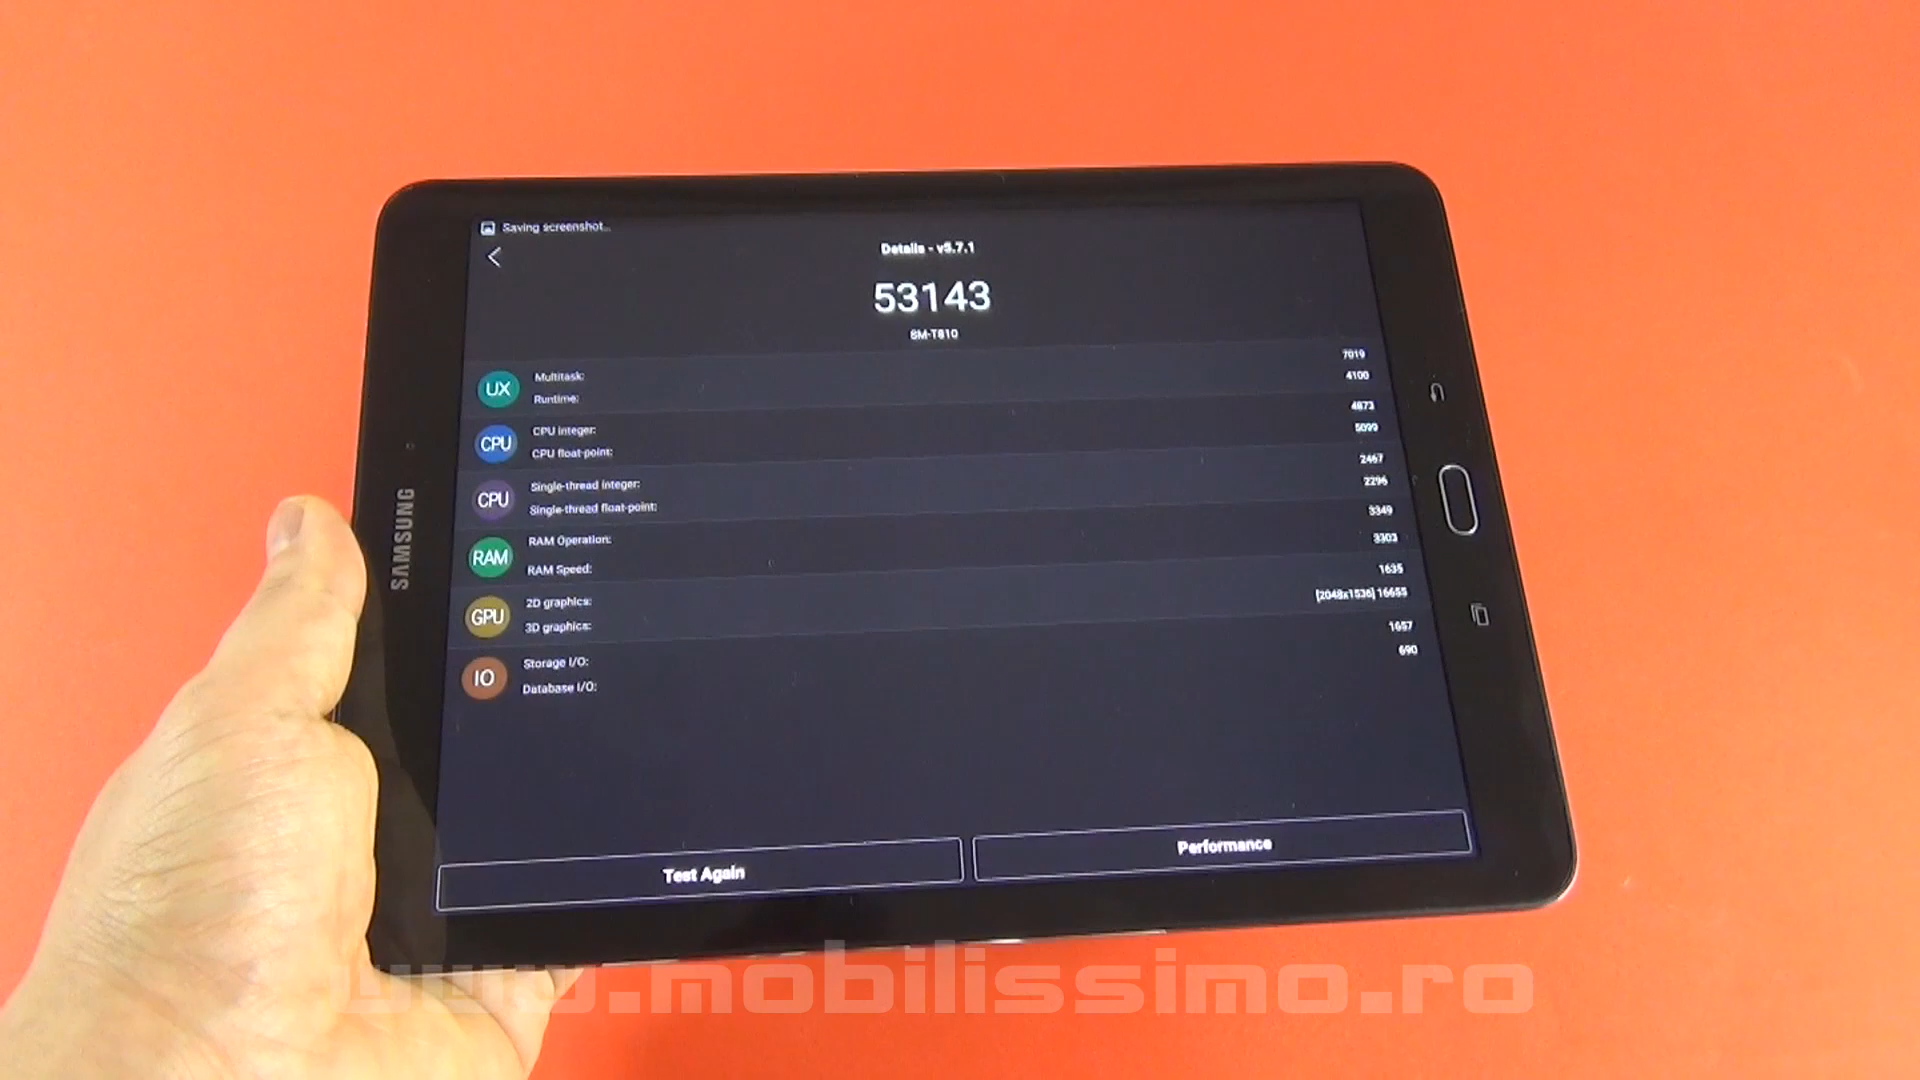 Saving screenshot...
Details - v5.7.1
53143
SM-T810
UX
Multitask: 7019
Runtime: 4100
CPU
CPU integer: 4873
CPU float-point: 5099
CPU
Single-thread integer: 2467
Single-thread float-point: 2296
RAM
RAM Operation: 3349
RAM Speed: 3303
GPU
2D graphics: 1635
3D graphics: [2048x1536] 16655
IO
Storage I/O: 1657
Database I/O: 690
Test Again
Performance
SAMSUNG
www.mobilissimo.ro